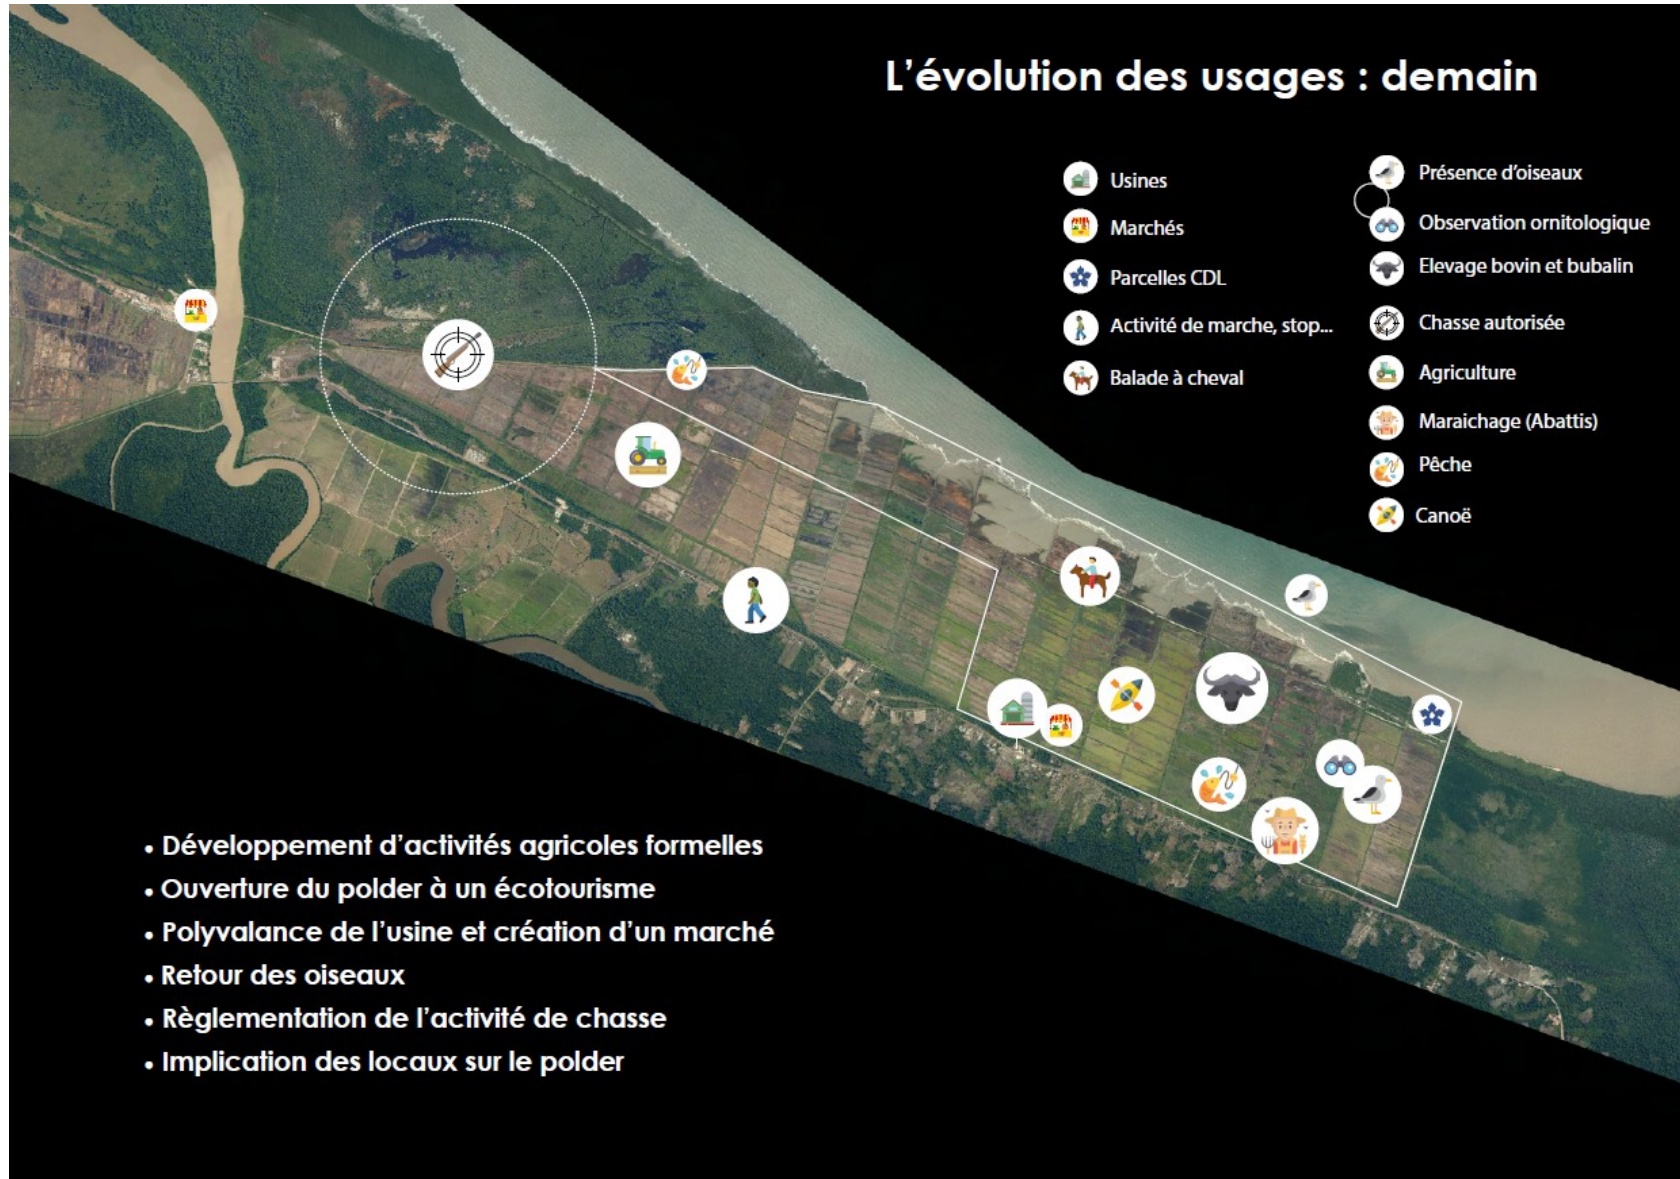 L'évolution des usages : demain
Usines
Marchés
Parcelles CDL
Activité de marche, stop...
Balade à cheval
Présence d'oiseaux
Observation ornitologique
Elevage bovin et bubalin
Chasse autorisée
Agriculture
Maraichage (Abattis)
Pêche
Canoë
• Développement d'activités agricoles formelles
• Ouverture du polder à un écotourisme
• Polyvalance de l'usine et création d'un marché
• Retour des oiseaux
• Règlementation de l'activité de chasse
• Implication des locaux sur le polder